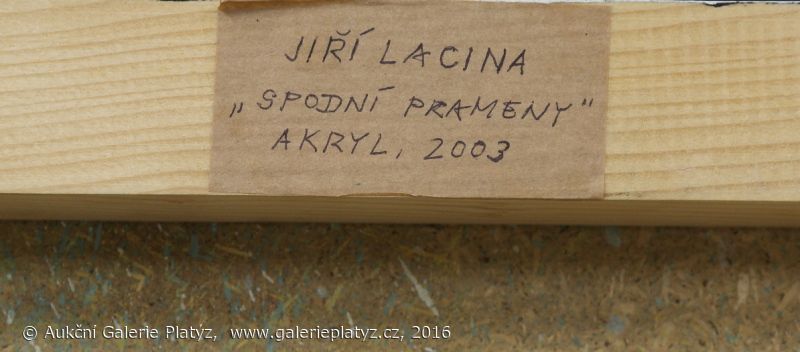 JIŘÍ LACINA
„SPODNÍ PRAMENY"
AKRYL, 2003
© Aukční Galerie Platýz, www.galerieplatyz.cz, 2016